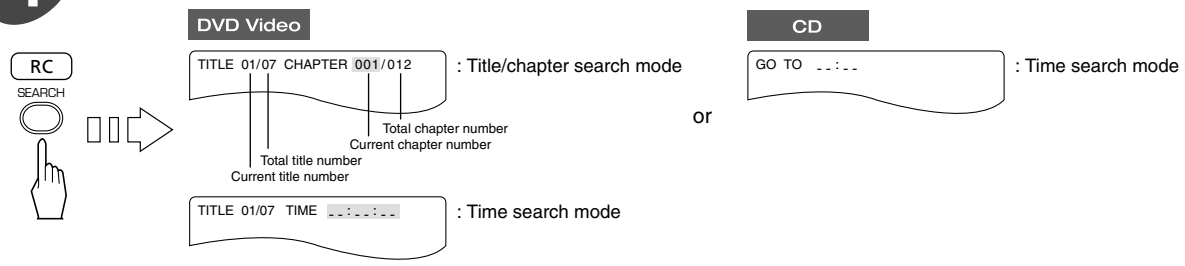 DVD Video
CD
RC
SEARCH
TITLE 01/07 CHAPTER 001/012
: Title/chapter search mode
Total chapter number
Current chapter number
Total title number
Current title number
or
GO TO _ _:_ _
: Time search mode
TITLE 01/07 TIME _ _:_ _:_ _
: Time search mode